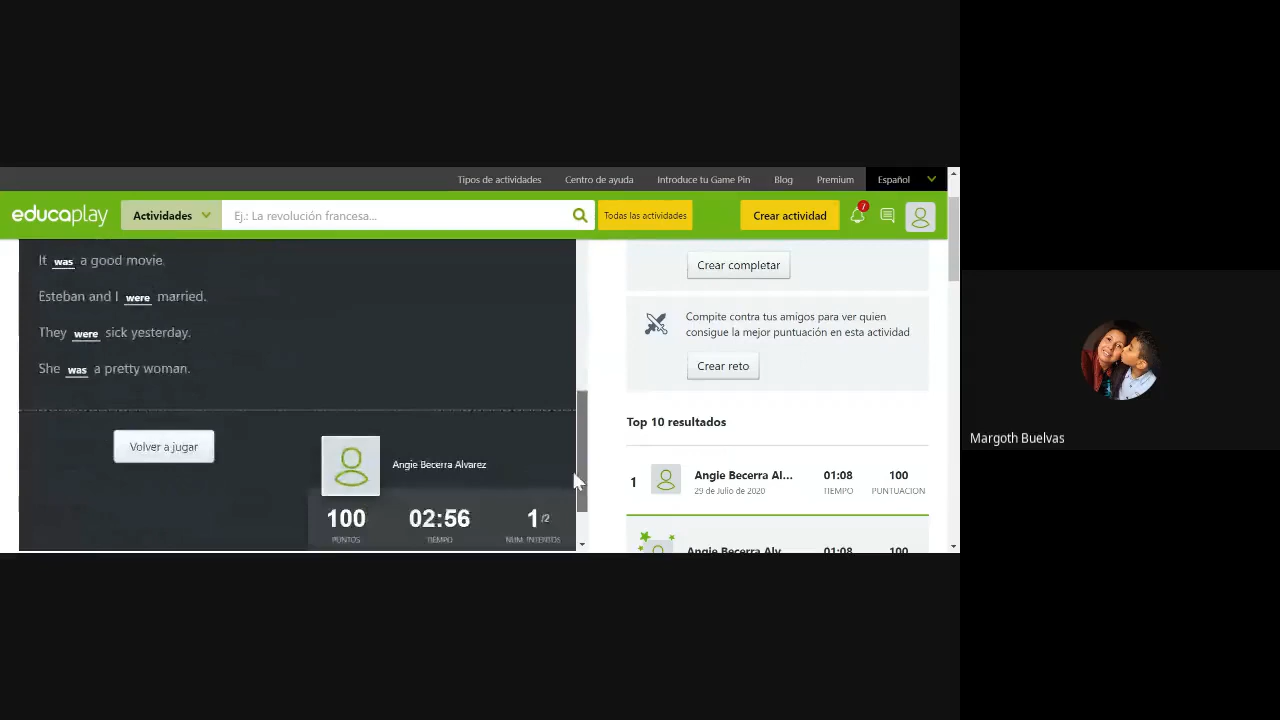 Tipos de actividades Centro de ayuda Introduce tu Game Pin Blog Premium Español
educaplay Actividades Ej.: La revolución francesa... Todas las actividades Crear actividad 7
It was a good movie.
Esteban and I were married.
They were sick yesterday.
She was a pretty woman.
Volver a jugar
Angie Becerra Alvarez
100 02:56 1/2
PUNTOS TIEMPO NUM. INTENTOS
Crear completar
Compite contra tus amigos para ver quien
consigue la mejor puntuación en esta actividad
Crear reto
Top 10 resultados
1 Angie Becerra Al... 01:08 100
29 de Julio de 2020 TIEMPO PUNTUACION
Angie Becerra Alv... 01:08 100
Margoth Buelvas